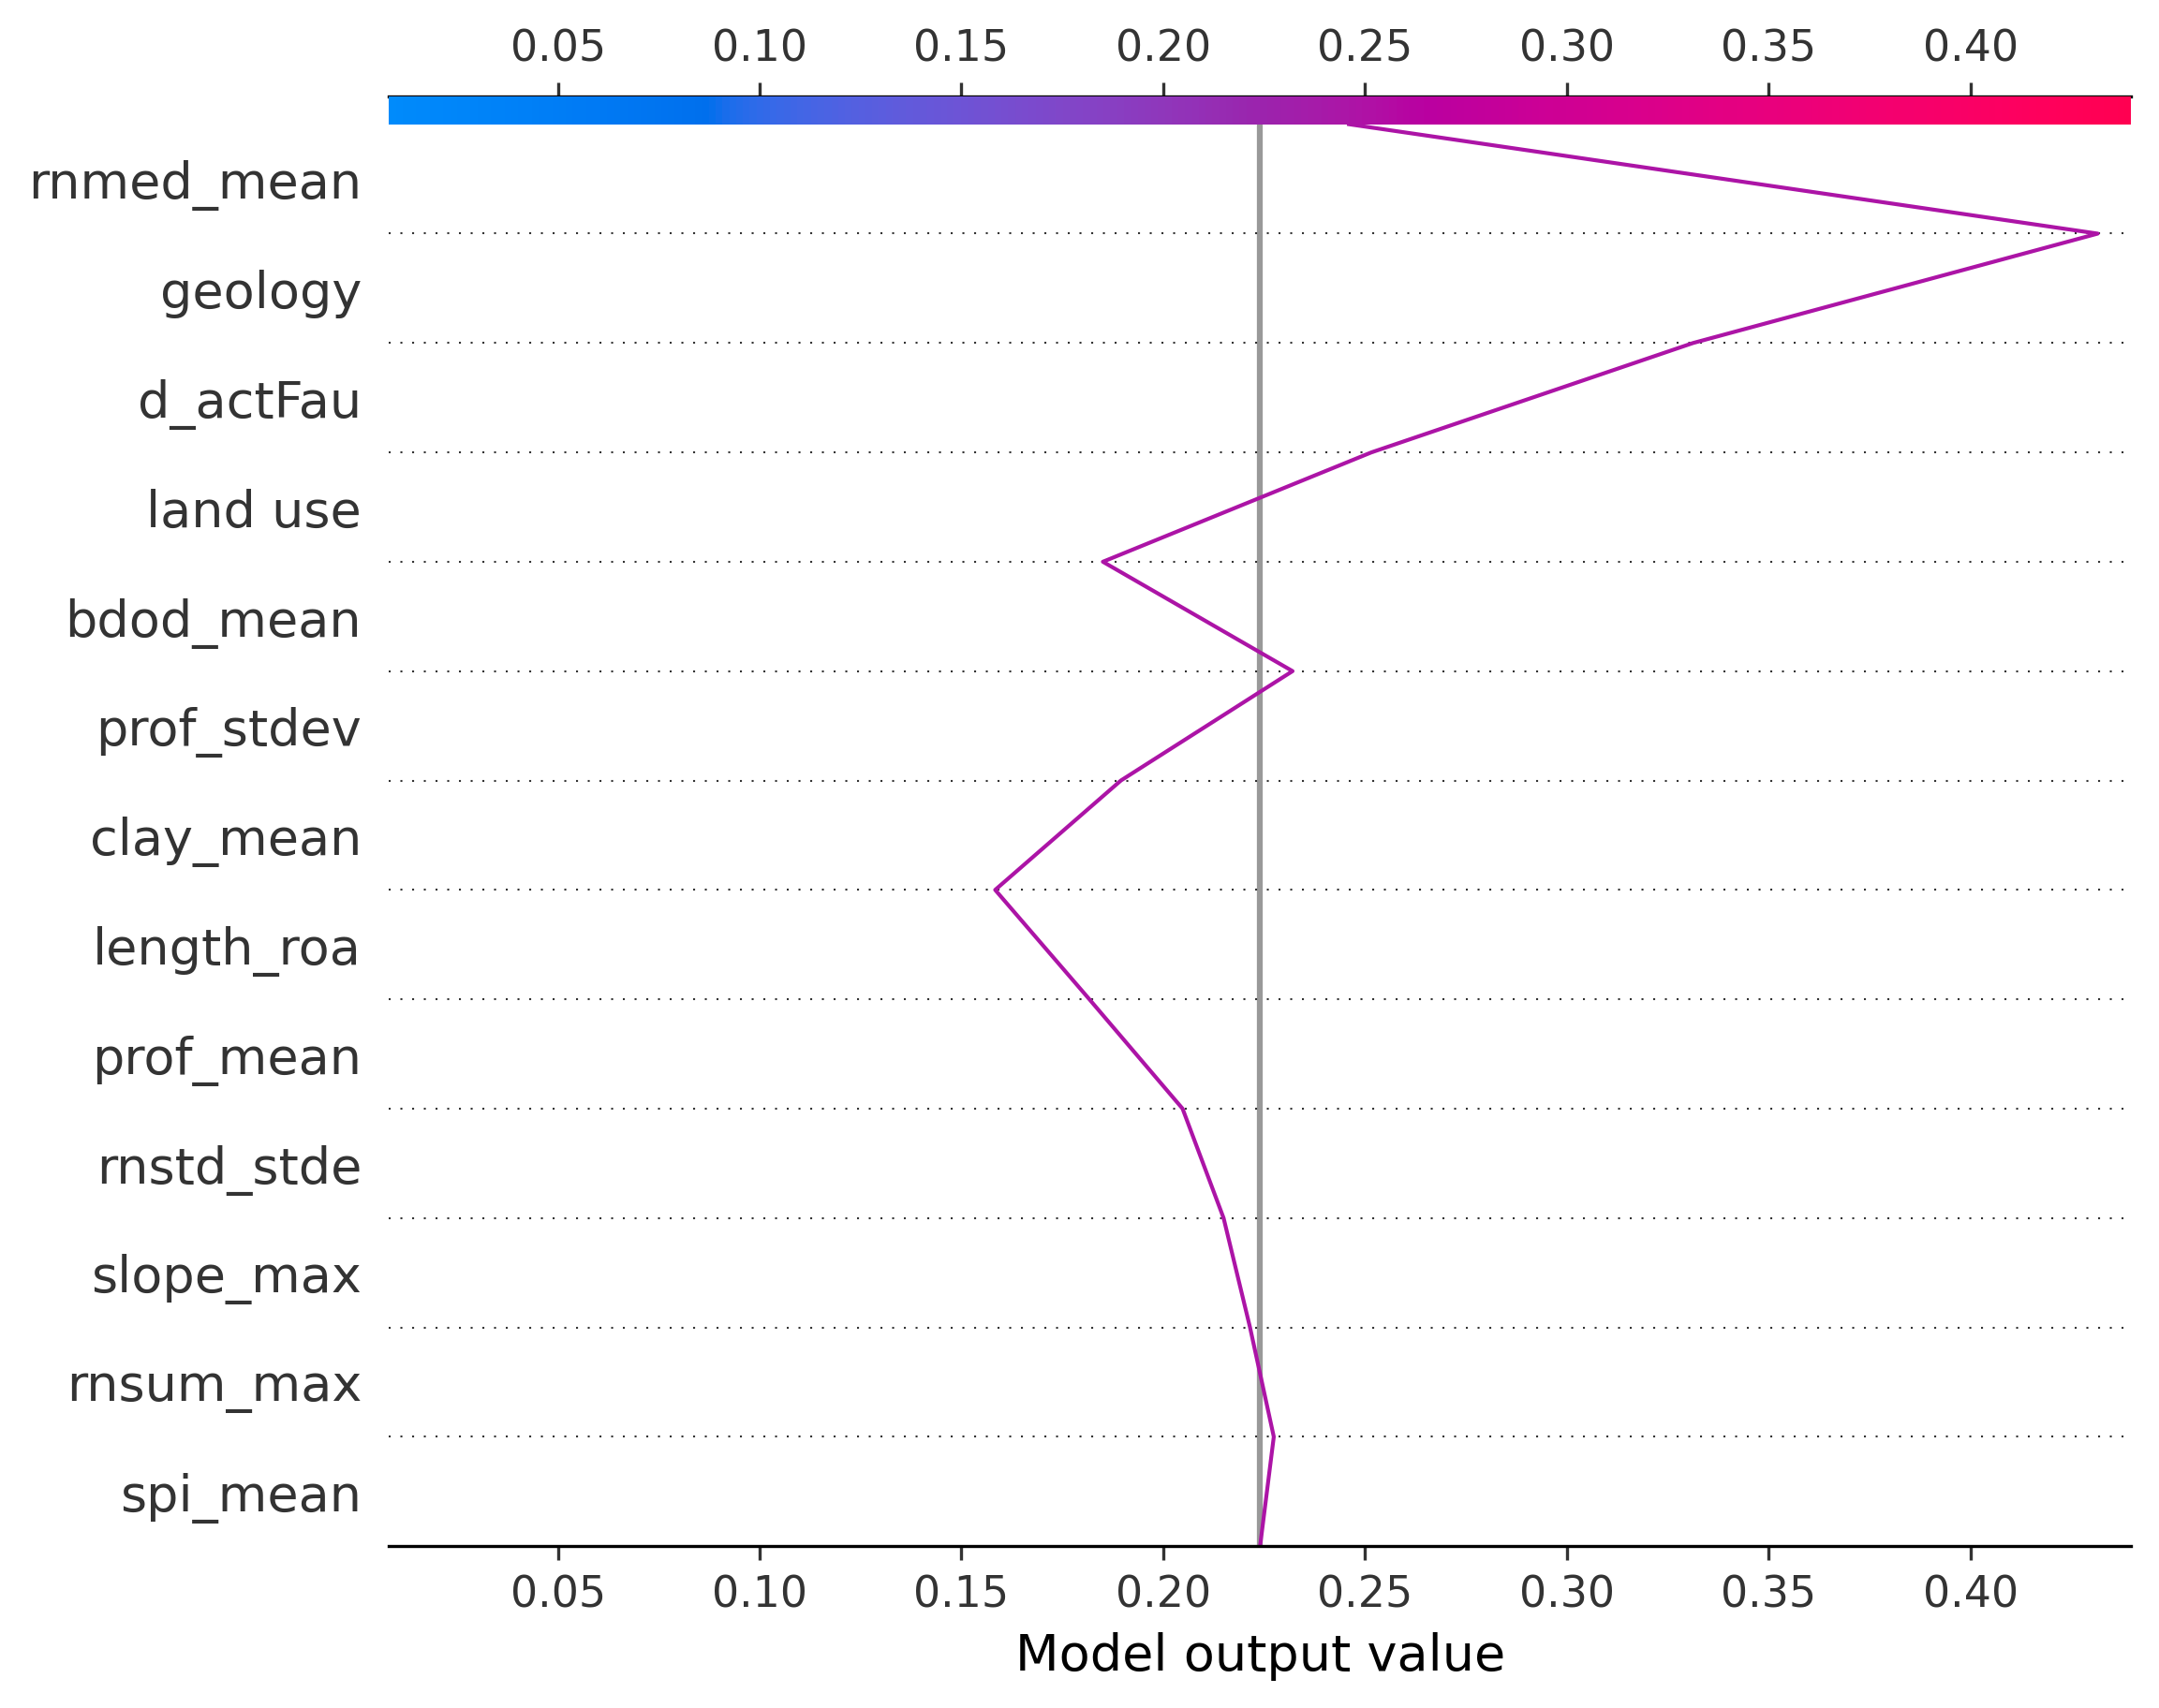 0.05 0.10 0.15 0.20 0.25 0.30 0.35 0.40
rnmed_mean
geology
d_actFau
land use
bdod_mean
prof_stdev
clay_mean
length_roa
prof_mean
rnstd_stde
slope_max
rnsum_max
spi_mean
0.05 0.10 0.15 0.20 0.25 0.30 0.35 0.40
Model output value